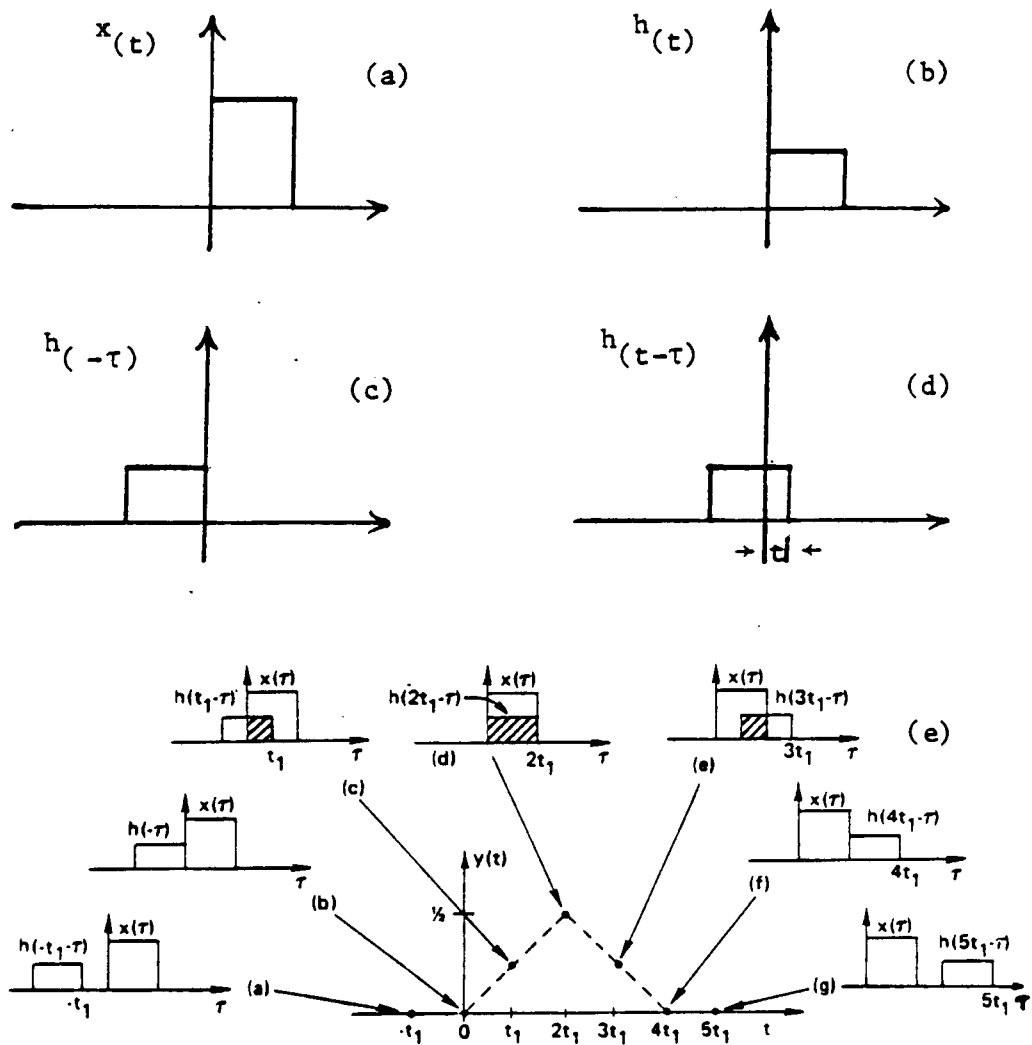 x(t)
(a)
h(t)
(b)
h(-τ)
(c)
h(t-τ)
(d)
→ t ←
h(t1-τ) x(τ)
t1 τ
x(τ)
h(2t1-τ)
(d) 2t1 τ
x(τ)
h(3t1-τ)
(e) 3t1 τ
(e)
(c)
h(-τ) x(τ)
τ
x(τ)
h(4t1-τ)
4t1 τ
(b)
y(t)
½
(f)
h(-t1-τ) x(τ)
-t1 τ
x(τ)
h(5t1-τ)
5t1 τ
(a)
(g)
-t1 0 t1 2t1 3t1 4t1 5t1 t